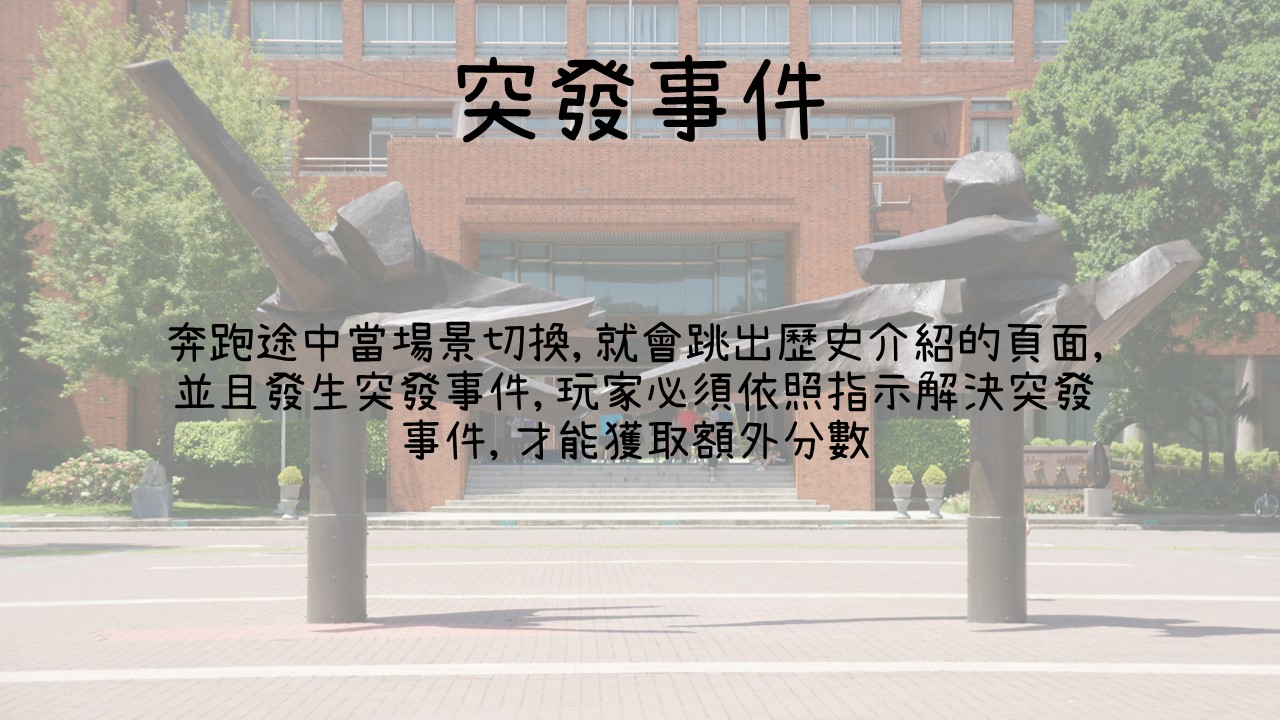 突發事件
奔跑途中當場景切換, 就會跳出歷史介紹的頁面,
並且發生突發事件, 玩家必須依照指示解決突發
事件, 才能獲取額外分數